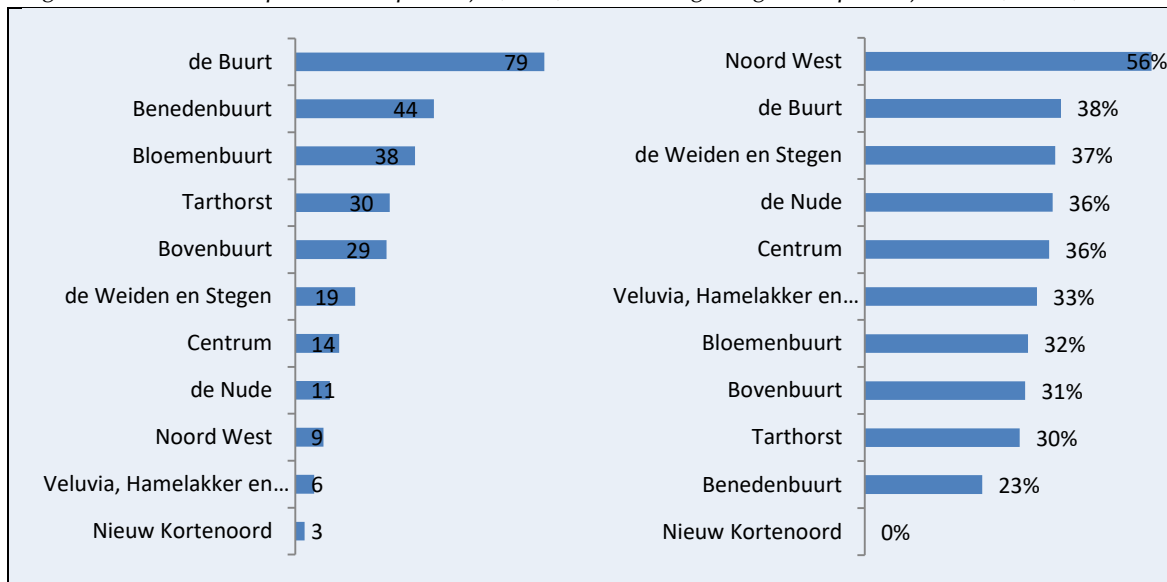 de Buurt 79
Benedenbuurt 44
Bloemenbuurt 38
Tarthorst 30
Bovenbuurt 29
de Weiden en Stegen 19
Centrum 14
de Nude 11
Noord West 9
Veluvia, Hamelakker en... 6
Nieuw Kortenoord 3
Noord West 56%
de Buurt 38%
de Weiden en Stegen 37%
de Nude 36%
Centrum 36%
Veluvia, Hamelakker en... 33%
Bloemenbuurt 32%
Bovenbuurt 31%
Tarthorst 30%
Benedenbuurt 23%
Nieuw Kortenoord 0%